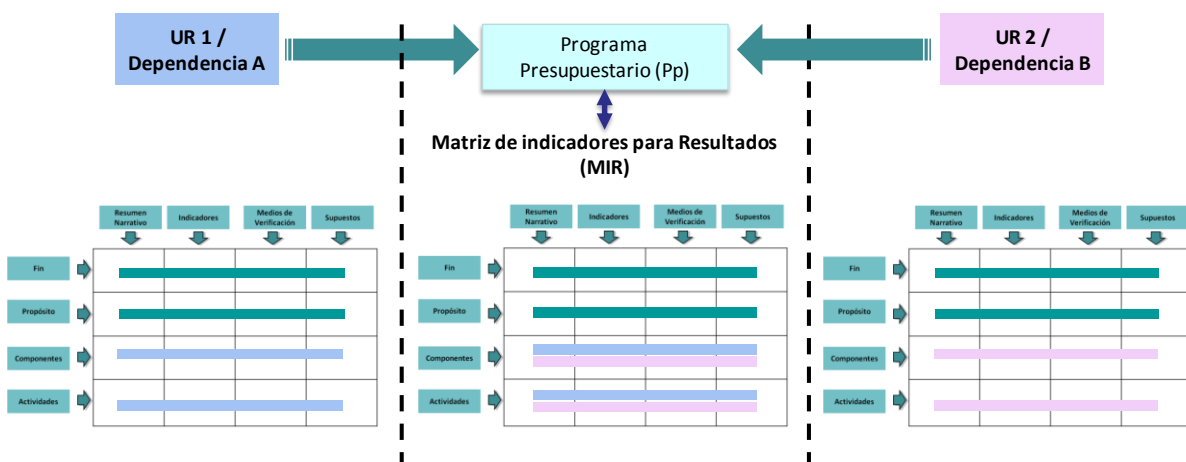 UR 1 /
Dependencia A
Programa
Presupuestario (Pp)
UR 2 /
Dependencia B
Matriz de indicadores para Resultados
(MIR)
Resumen
Narrativo
Indicadores
Medios de
Verificación
Supuestos
Fin
Propósito
Componentes
Actividades
Resumen
Narrativo
Indicadores
Medios de
Verificación
Supuestos
Fin
Propósito
Componentes
Actividades
Resumen
Narrativo
Indicadores
Medios de
Verificación
Supuestos
Fin
Propósito
Componentes
Actividades